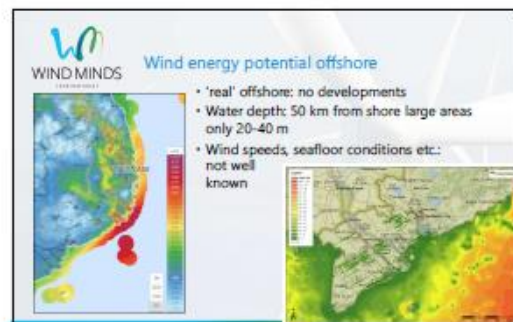 WIND MINDS
Wind energy potential offshore
• 'real' offshore: no developments
• Water depth: 50 km from shore large areas
only 20-40 m
• Wind speeds, seafloor conditions etc.:
not well
known